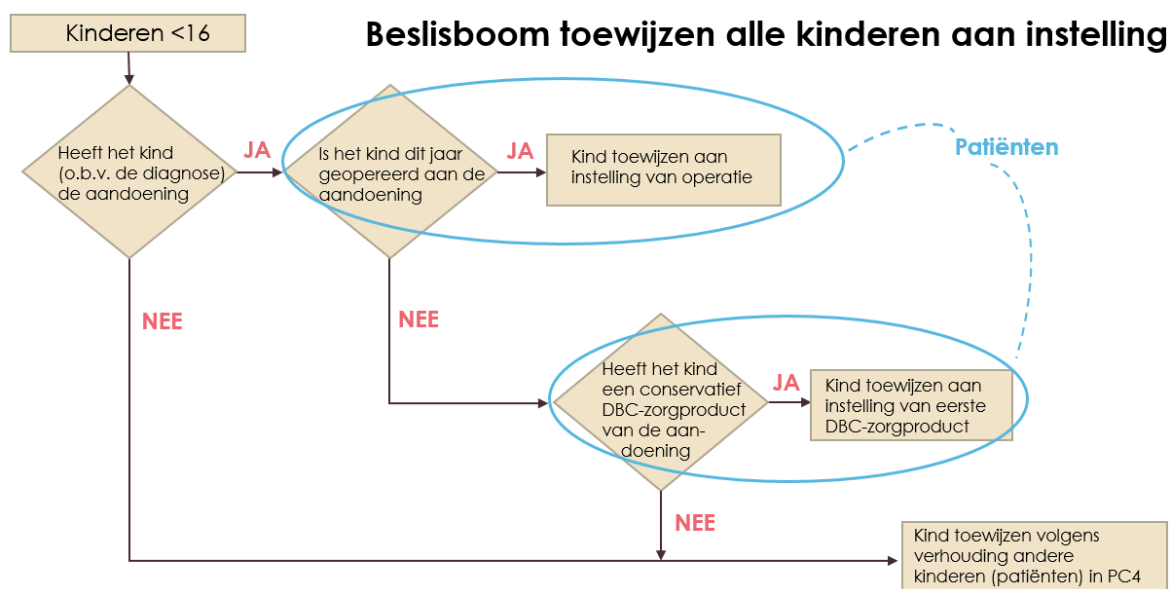 Kinderen <16
Beslisboom toewijzen alle kinderen aan instelling
Heeft het kind
(o.b.v. de diagnose)
de aandoening
JA
Is het kind dit jaar
geopereerd aan de
aandoening
JA
Kind toewijzen aan
instelling van operatie
Patiënten
NEE
NEE
Heeft het kind
een conservatief
DBC-zorgproduct
van de aan-
doening
JA
Kind toewijzen aan
instelling van eerste
DBC-zorgproduct
NEE
Kind toewijzen volgens
verhouding andere
kinderen (patiënten) in PC4